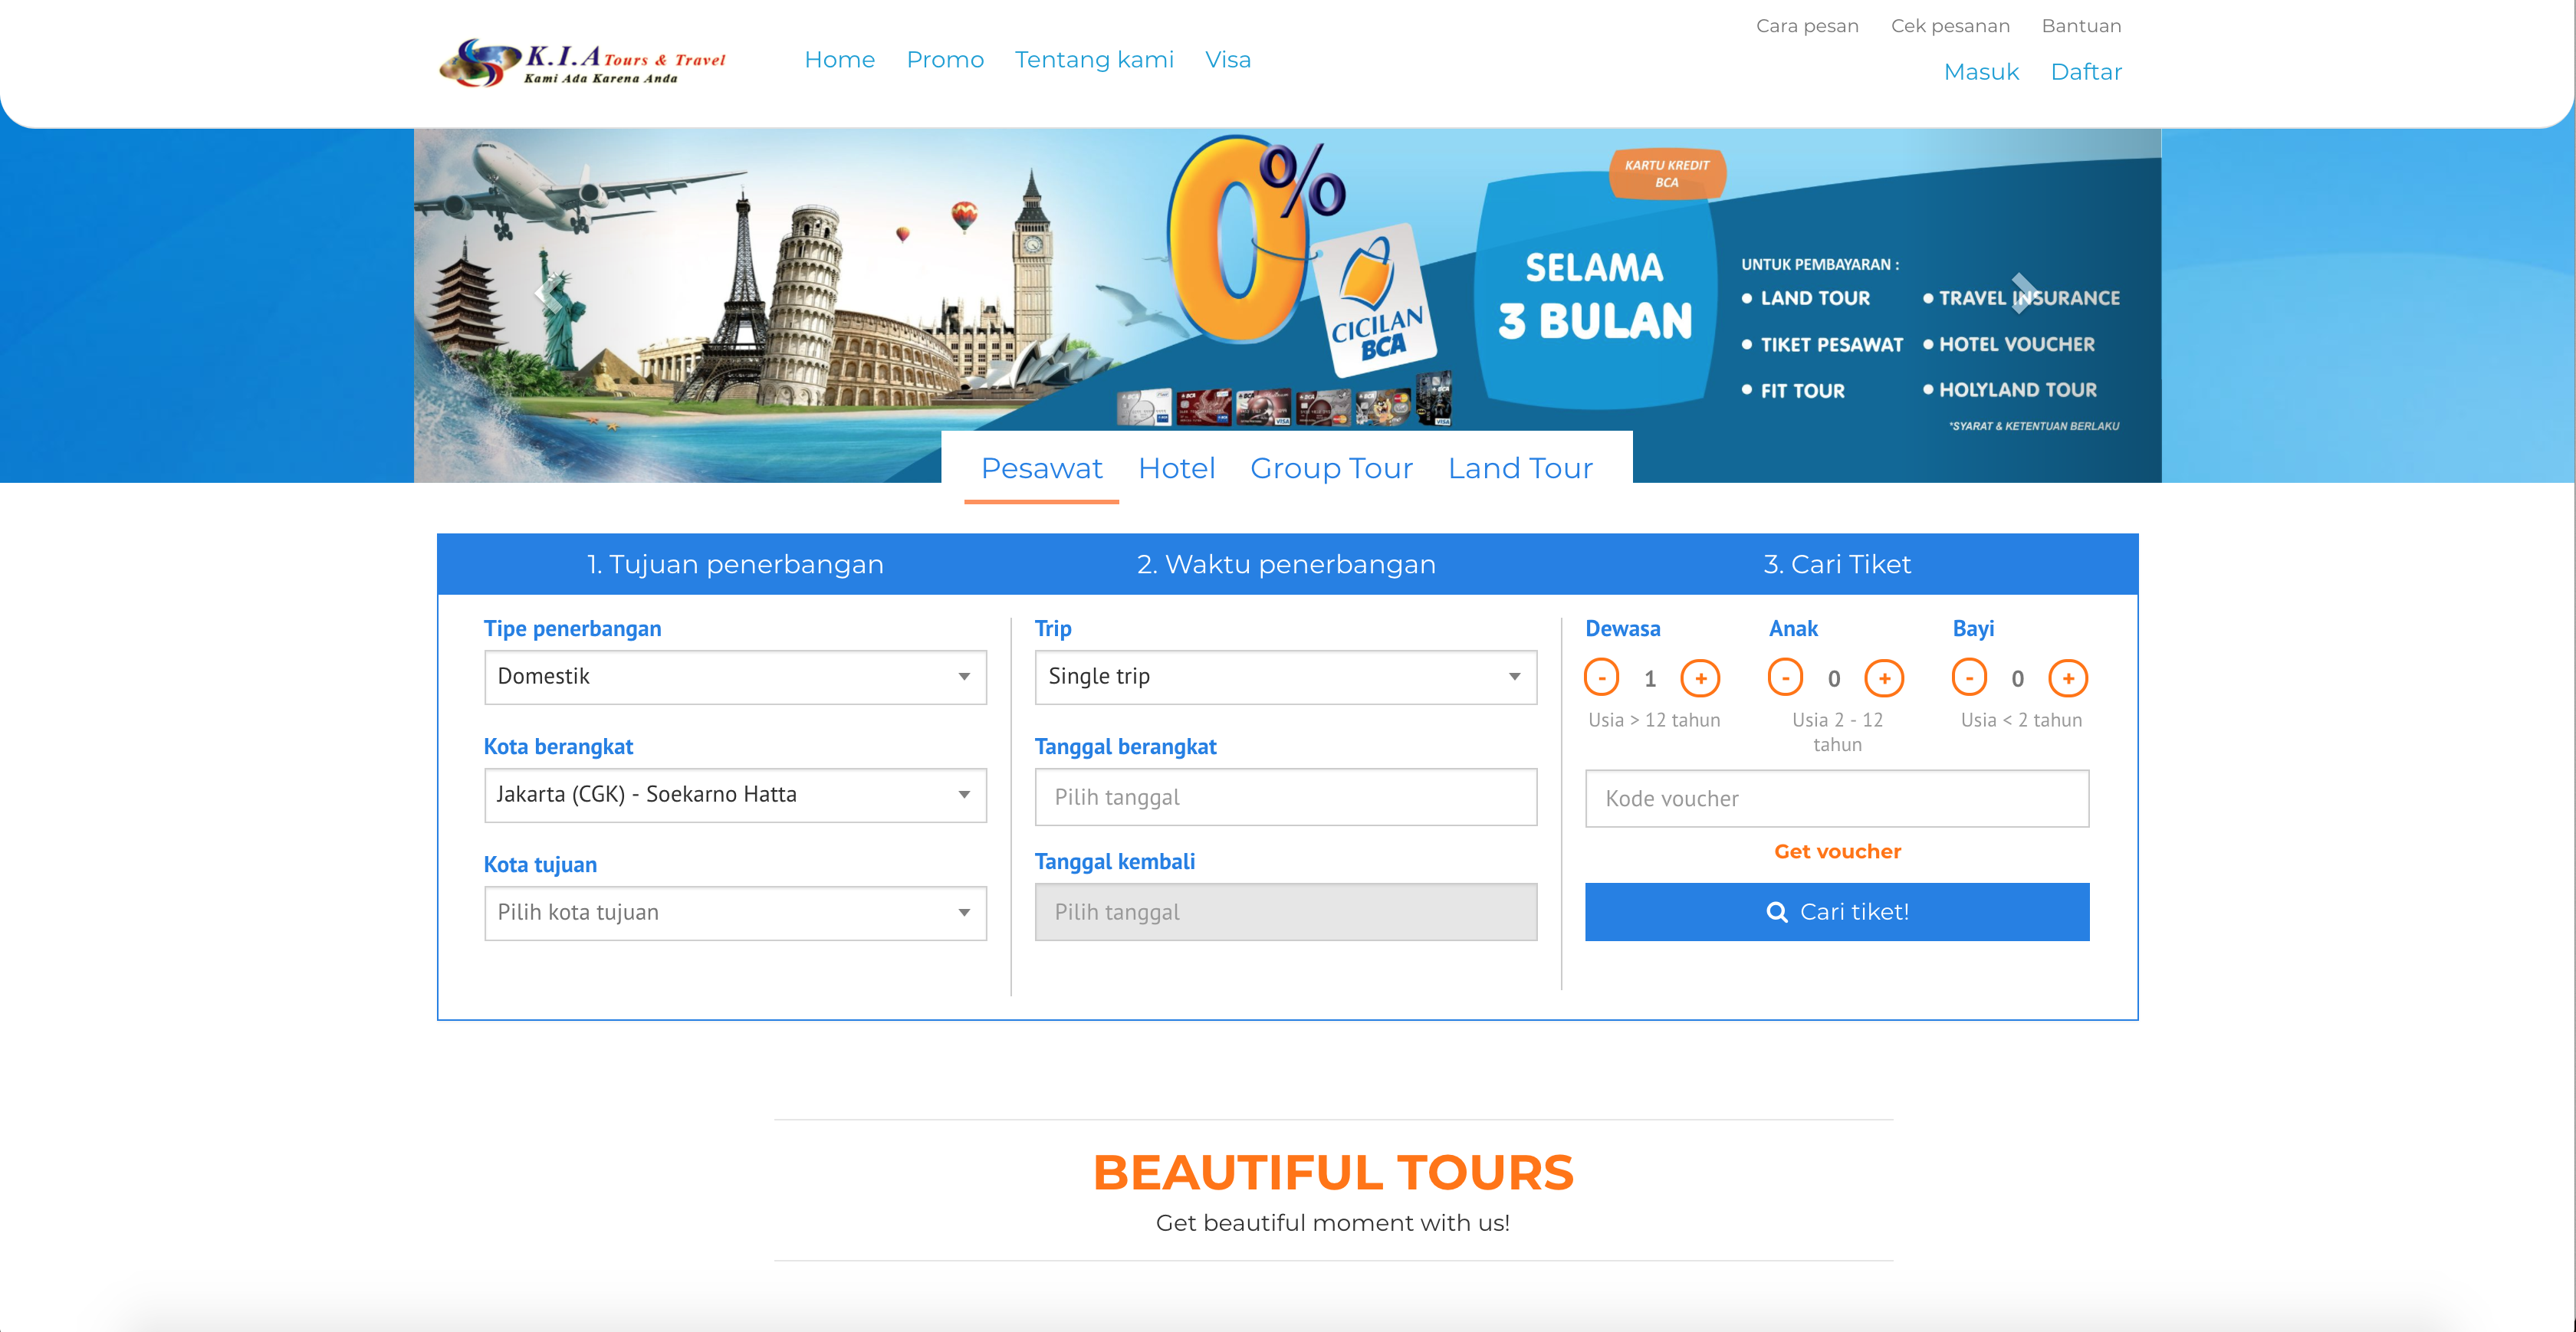 K.I.A Tours & Travel
Kami Ada Karena Anda
Home Promo Tentang kami Visa
Cara pesan Cek pesanan Bantuan
Masuk Daftar
0%
CICILAN
BCA
KARTU KREDIT
BCA
SELAMA
3 BULAN
UNTUK PEMBAYARAN :
• LAND TOUR • TRAVEL INSURANCE
• TIKET PESAWAT • HOTEL VOUCHER
• FIT TOUR • HOLYLAND TOUR
*SYARAT & KETENTUAN BERLAKU
Pesawat Hotel Group Tour Land Tour
1. Tujuan penerbangan 2. Waktu penerbangan 3. Cari Tiket
Tipe penerbangan
Domestik
Kota berangkat
Jakarta (CGK) - Soekarno Hatta
Kota tujuan
Pilih kota tujuan
Trip
Single trip
Tanggal berangkat
Pilih tanggal
Tanggal kembali
Pilih tanggal
Dewasa Anak Bayi
- 1 + - 0 + - 0 +
Usia > 12 tahun Usia 2 - 12 tahun Usia < 2 tahun
Kode voucher
Get voucher
Cari tiket!
BEAUTIFUL TOURS
Get beautiful moment with us!